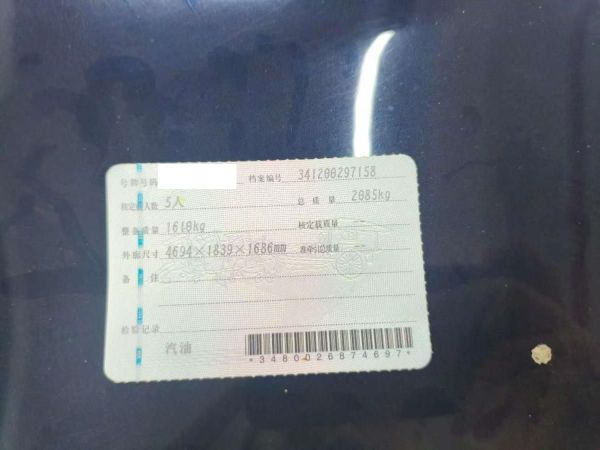 号牌号码 档案编号 341200297158
核定载人数 5人 总质量 2085kg
整备质量 1610kg 核定载质量 --
外廓尺寸 4694×1839×1686mm 准牵引总质量 --
备注
检验记录
汽油
*3480026874697*